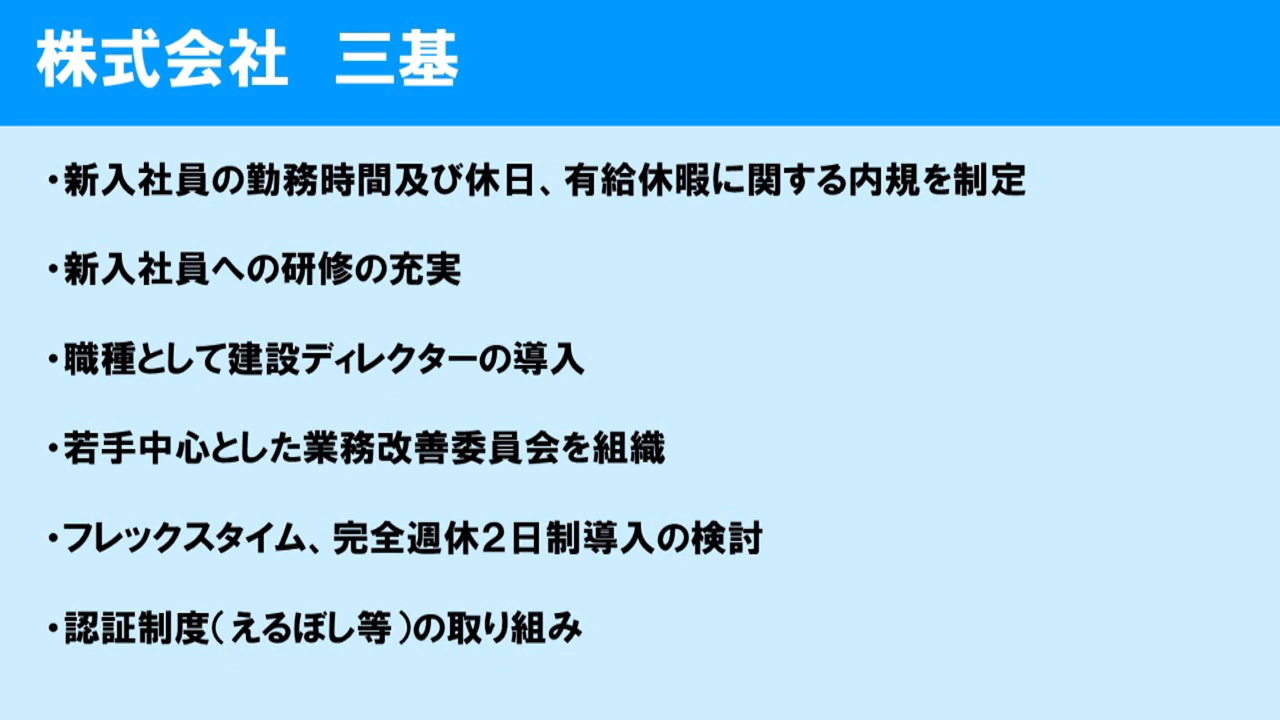 株式会社　三基
・新入社員の勤務時間及び休日、有給休暇に関する内規を制定
・新入社員への研修の充実
・職種として建設ディレクターの導入
・若手中心とした業務改善委員会を組織
・フレックスタイム、完全週休２日制導入の検討
・認証制度（えるぼし等）の取り組み